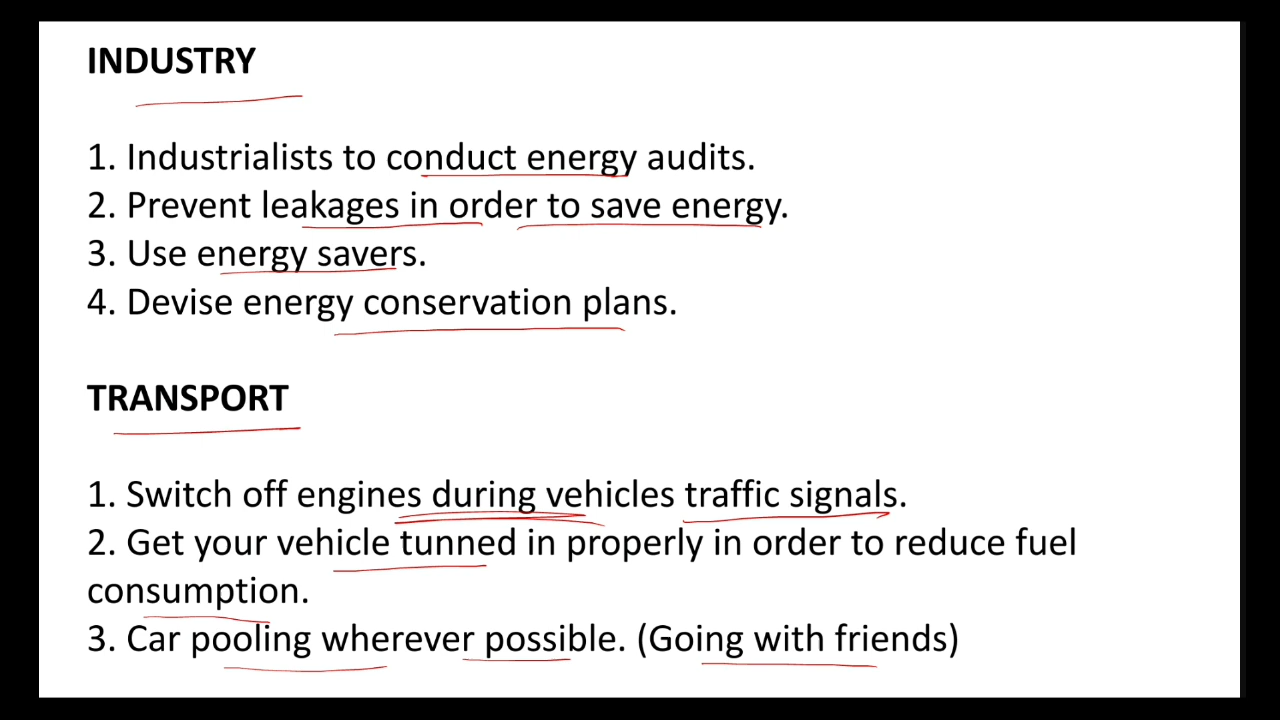 INDUSTRY
1. Industrialists to conduct energy audits.
2. Prevent leakages in order to save energy.
3. Use energy savers.
4. Devise energy conservation plans.
TRANSPORT
1. Switch off engines during vehicles traffic signals.
2. Get your vehicle tunned in properly in order to reduce fuel
consumption.
3. Car pooling wherever possible. (Going with friends)